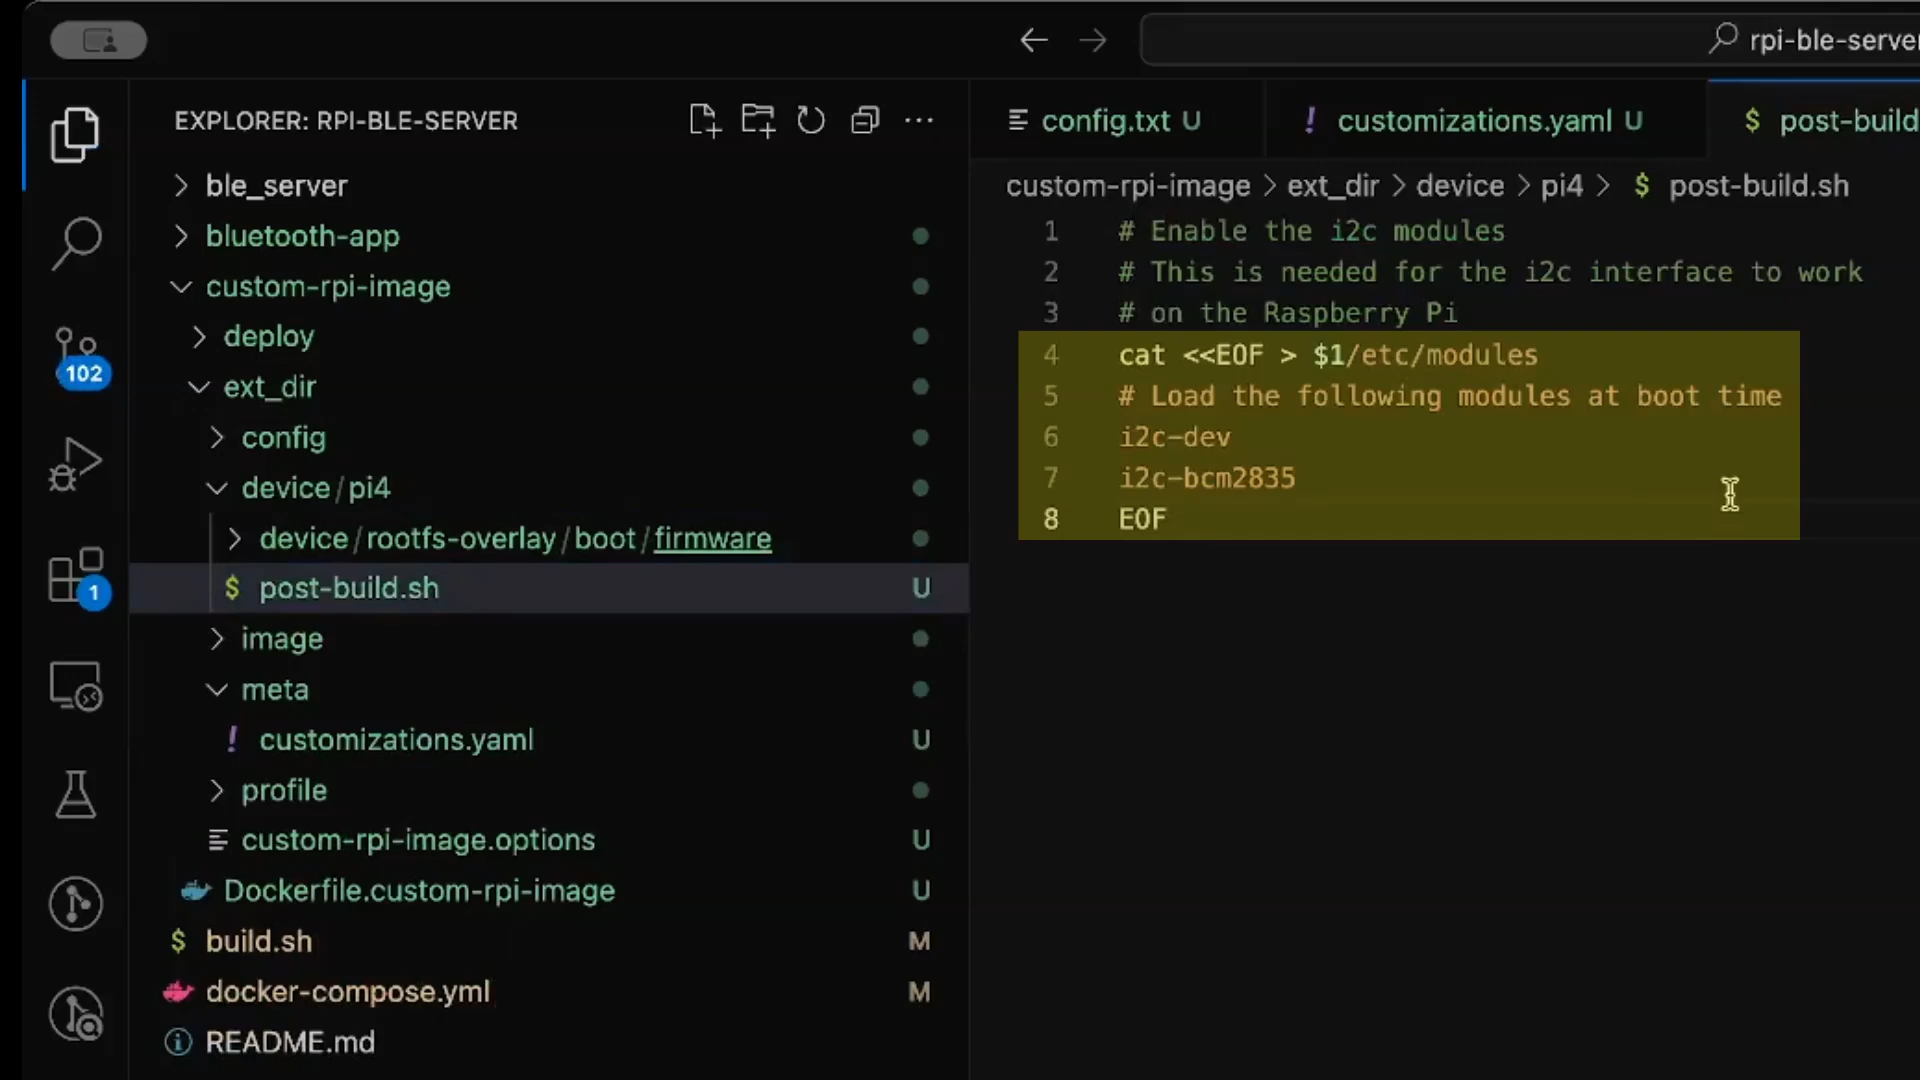 rpi-ble-server
EXPLORER: RPI-BLE-SERVER
ble_server
bluetooth-app
custom-rpi-image
deploy
ext_dir
config
device/pi4
device/rootfs-overlay/boot/firmware
post-build.sh U
image
meta
customizations.yaml U
profile
custom-rpi-image.options U
Dockerfile.custom-rpi-image U
build.sh M
docker-compose.yml M
README.md
102
1
config.txt U
customizations.yaml U
post-build
custom-rpi-image > ext_dir > device > pi4 > $ post-build.sh
1 # Enable the i2c modules
2 # This is needed for the i2c interface to work
3 # on the Raspberry Pi
4 cat <<EOF > $1/etc/modules
5 # Load the following modules at boot time
6 i2c-dev
7 i2c-bcm2835
8 EOF